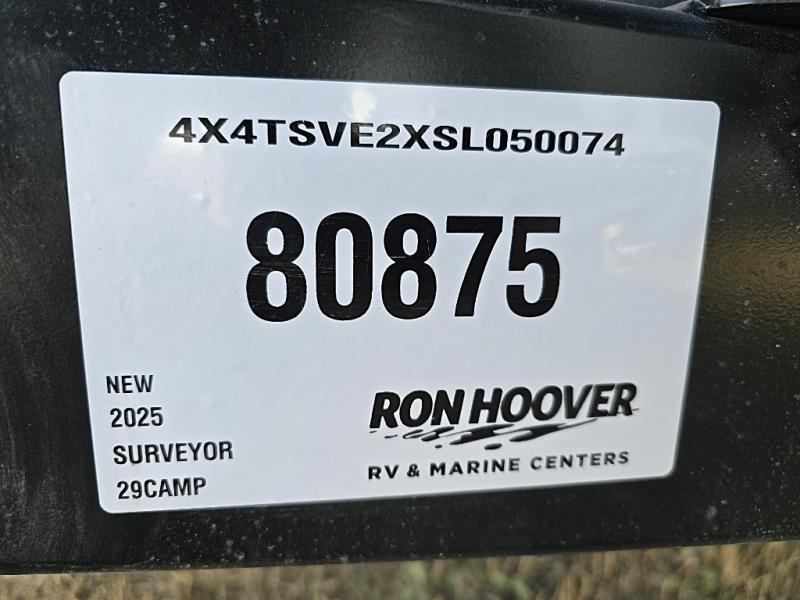 4X4TSVE2XSL050074
80875
NEW
2025
SURVEYOR
29CAMP
RON HOOVER
RV & MARINE CENTERS